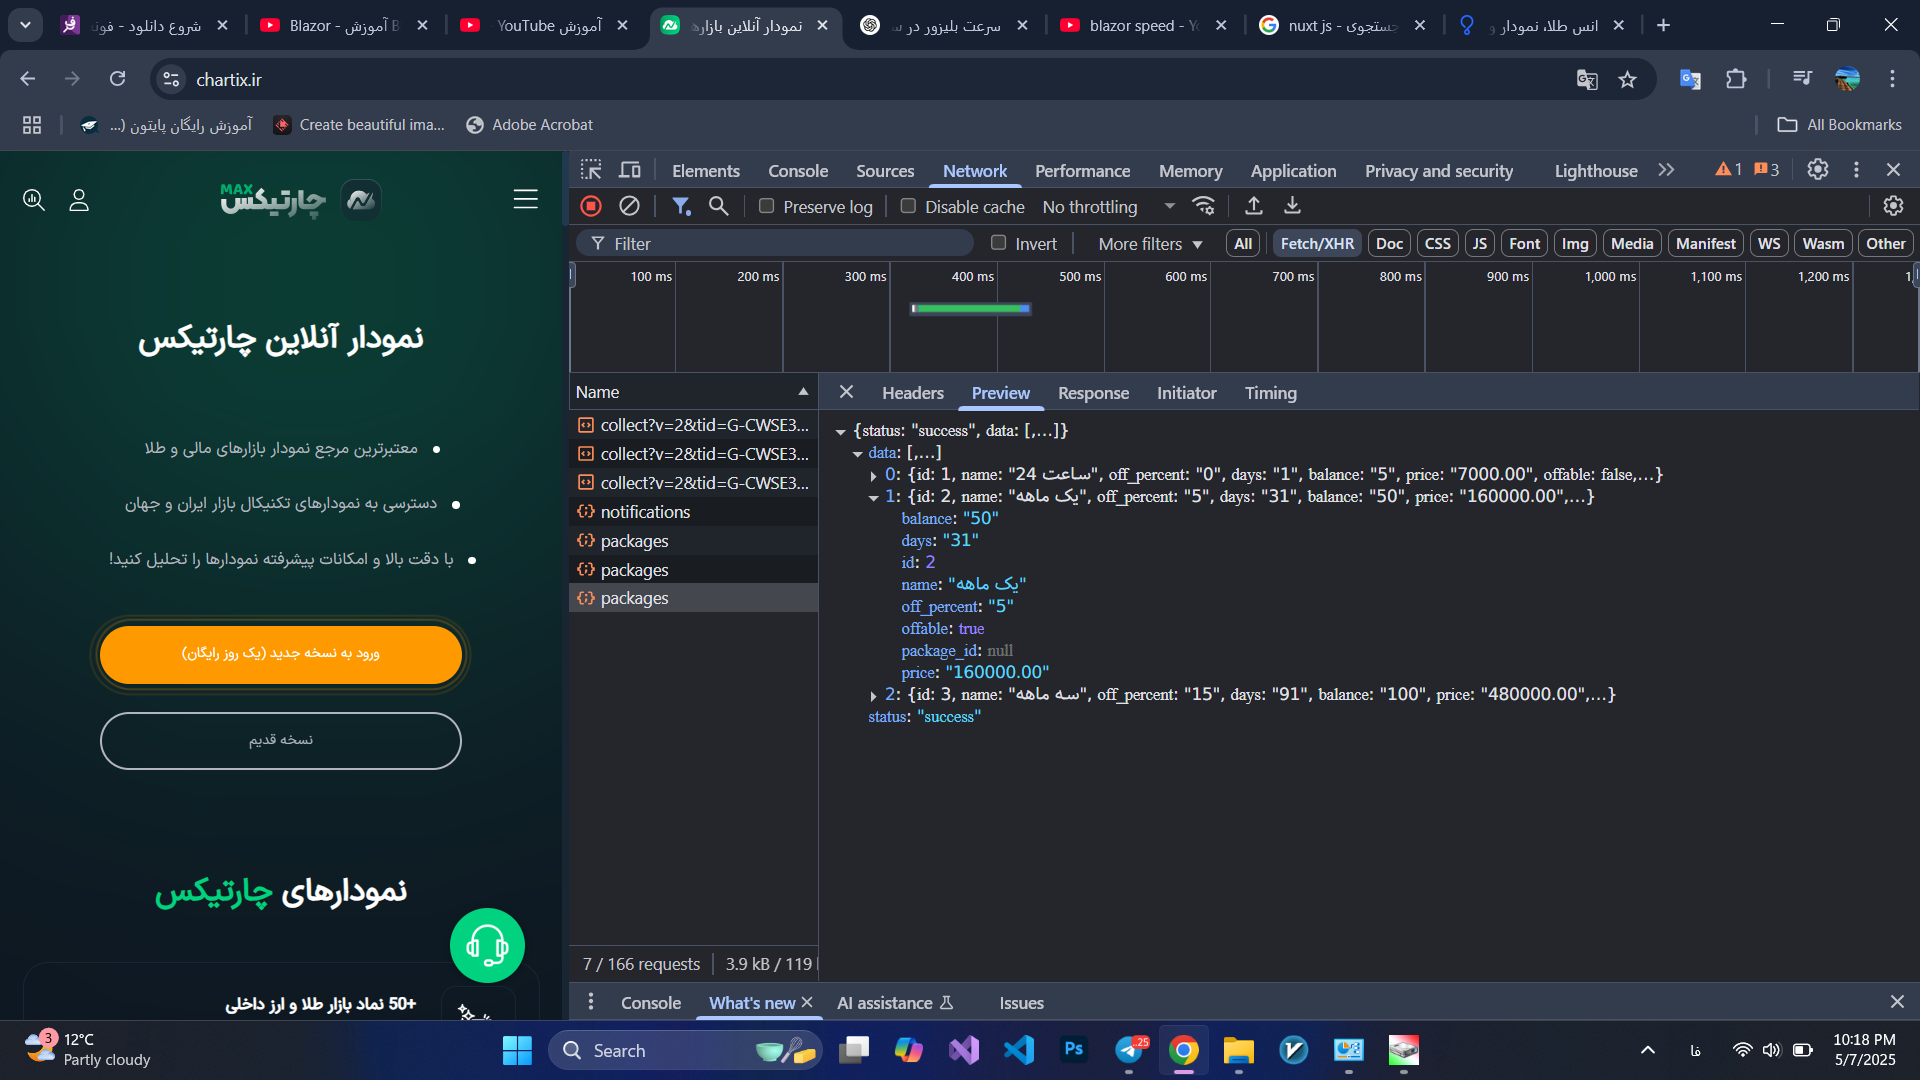 شروع دانلود - فونت
Blazor - آموزش B
آموزش YouTube
نمودار آنلاین بازارها
سرعت بلیزور در س
blazor speed - Yo
nuxt js - جستجوی
انس طلا، نمودار و
chartix.ir
آموزش رایگان پایتون (...
Create beautiful ima...
Adobe Acrobat
All Bookmarks
چارتیکس MAX
نمودار آنلاین چارتیکس
معتبرترین مرجع نمودار بازارهای مالی و طلا
دسترسی به نمودارهای تکنیکال بازار ایران و جهان
با دقت بالا و امکانات پیشرفته نمودارها را تحلیل کنید!
ورود به نسخه جدید (یک روز رایگان)
نسخه قدیم
نمودارهای چارتیکس
+50 نماد بازار طلا و ارز داخلی
Elements Console Sources Network Performance Memory Application Privacy and security Lighthouse 1 3
Preserve log Disable cache No throttling
Filter Invert More filters All Fetch/XHR Doc CSS JS Font Img Media Manifest WS Wasm Other
100 ms 200 ms 300 ms 400 ms 500 ms 600 ms 700 ms 800 ms 900 ms 1,000 ms 1,100 ms 1,200 ms 1,
Name
collect?v=2&tid=G-CWSE3...
collect?v=2&tid=G-CWSE3...
collect?v=2&tid=G-CWSE3...
notifications
packages
packages
packages
7 / 166 requests 3.9 kB / 119
Headers Preview Response Initiator Timing
{status: "success", data: [,…]}
data: [,…]
0: {id: 1, name: "24 ساعت", off_percent: "0", days: "1", balance: "5", price: "7000.00", offable: false,…}
1: {id: 2, name: "یک ماهه", off_percent: "5", days: "31", balance: "50", price: "160000.00",…}
balance: "50"
days: "31"
id: 2
name: "یک ماهه"
off_percent: "5"
offable: true
package_id: null
price: "160000.00"
2: {id: 3, name: "سه ماهه", off_percent: "15", days: "91", balance: "100", price: "480000.00",…}
status: "success"
Console What's new AI assistance Issues
3
12°C
Partly cloudy
Search
Ps
25
فا
10:18 PM
5/7/2025